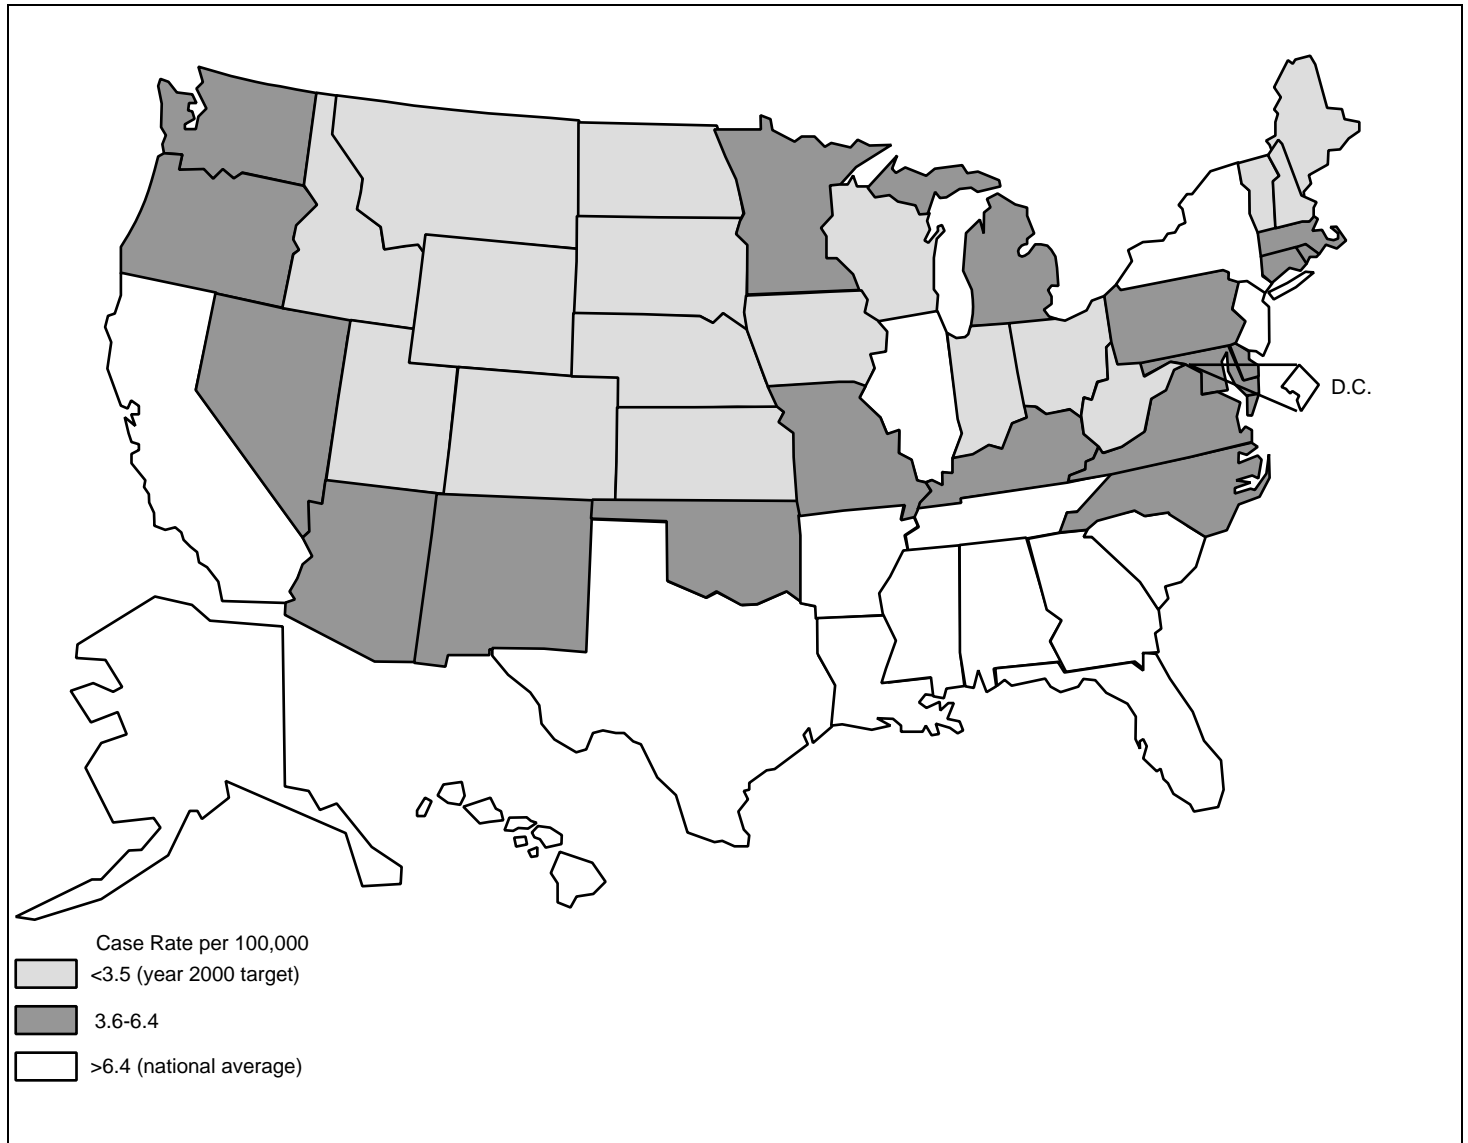 D.C.
Case Rate per 100,000
<3.5 (year 2000 target)
3.6-6.4
>6.4 (national average)